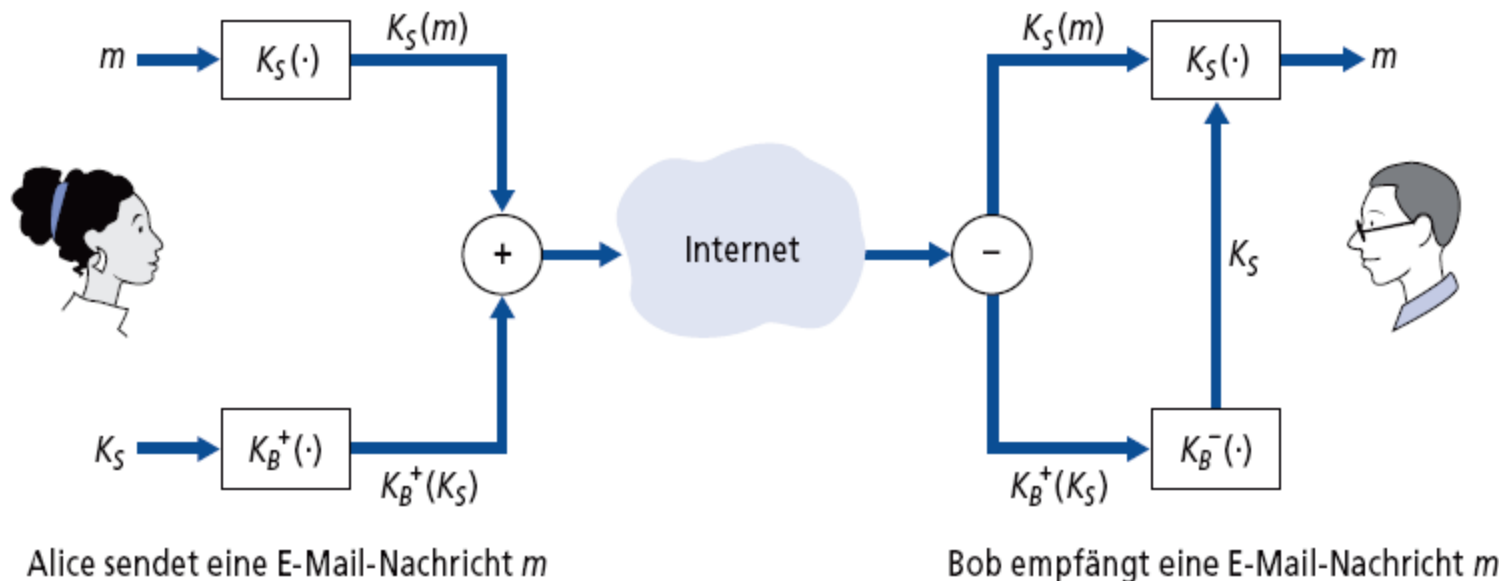 m
K_S(·)
K_S(m)
K_S(m)
K_S(·)
m
+
Internet
−
K_S
K_S
K_B^+(·)
K_B^+(K_S)
K_B^+(K_S)
K_B^−(·)
Alice sendet eine E-Mail-Nachricht m
Bob empfängt eine E-Mail-Nachricht m